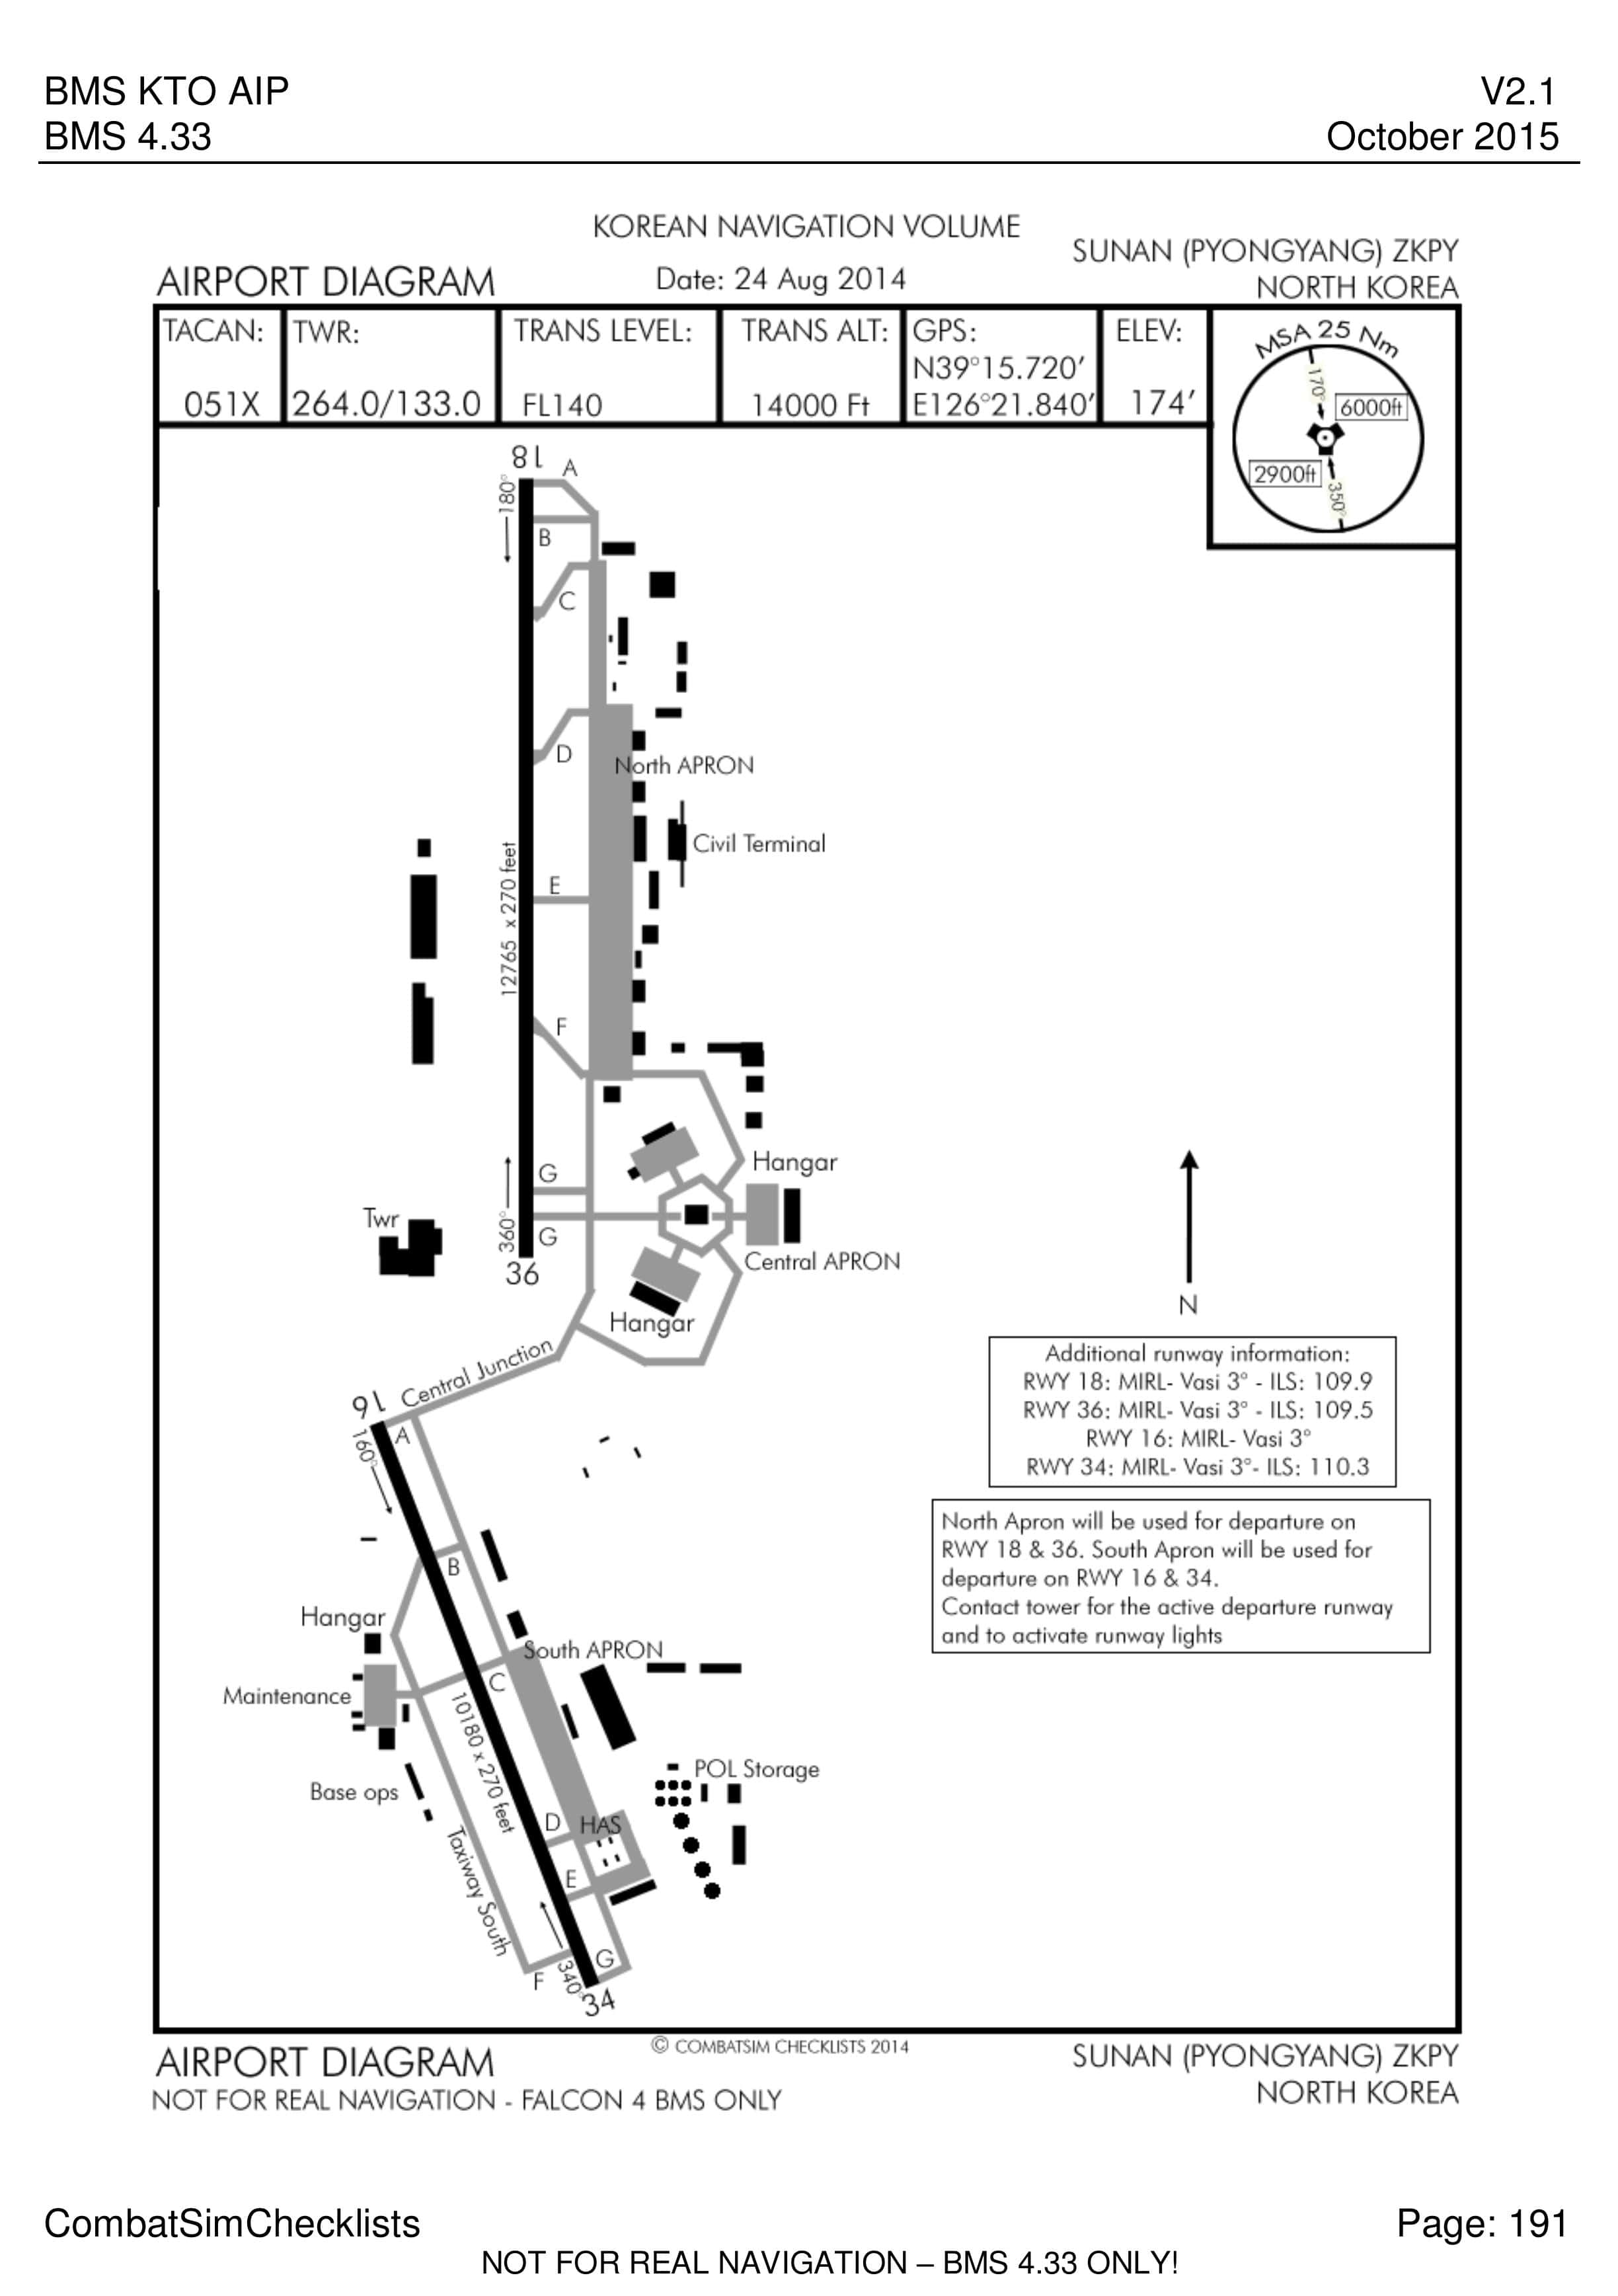 BMS KTO AIP V2.1
BMS 4.33 October 2015
KOREAN NAVIGATION VOLUME
AIRPORT DIAGRAM Date: 24 Aug 2014 SUNAN (PYONGYANG) ZKPY
NORTH KOREA
TACAN: 051X
TWR: 264.0/133.0
TRANS LEVEL: FL140
TRANS ALT: 14000 Ft
GPS:
N39°15.720'
E126°21.840'
ELEV: 174'
MSA 25 Nm
170°
6000ft
2900ft
350°
18
A
180°
B
C
D
North APRON
Civil Terminal
E
12765 x 270 feet
F
G
Hangar
Twr
360°
G
Central APRON
36
Hangar
N
Central Junction
16
A
160°
Additional runway information:
RWY 18: MIRL- Vasi 3° - ILS: 109.9
RWY 36: MIRL- Vasi 3° - ILS: 109.5
RWY 16: MIRL- Vasi 3°
RWY 34: MIRL- Vasi 3°- ILS: 110.3
North Apron will be used for departure on
RWY 18 & 36. South Apron will be used for
departure on RWY 16 & 34.
Contact tower for the active departure runway
and to activate runway lights
B
Hangar
South APRON
C
Maintenance
10180 x 270 feet
POL Storage
Base ops
D
HAS
Taxiway South
E
G
F
340°
34
© COMBATSIM CHECKLISTS 2014
AIRPORT DIAGRAM SUNAN (PYONGYANG) ZKPY
NOT FOR REAL NAVIGATION - FALCON 4 BMS ONLY NORTH KOREA
CombatSimChecklists Page: 191
NOT FOR REAL NAVIGATION – BMS 4.33 ONLY!